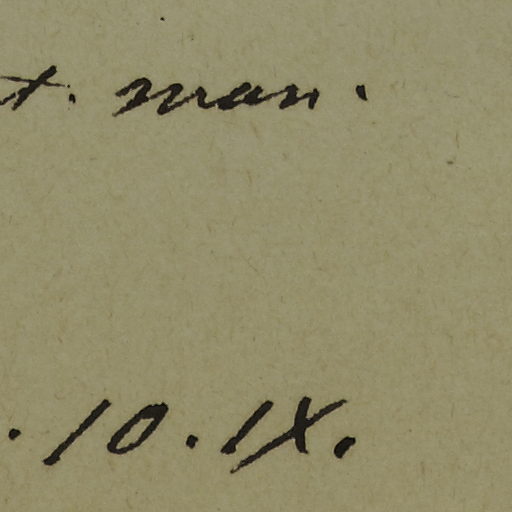 t. man.
. 10. IX.